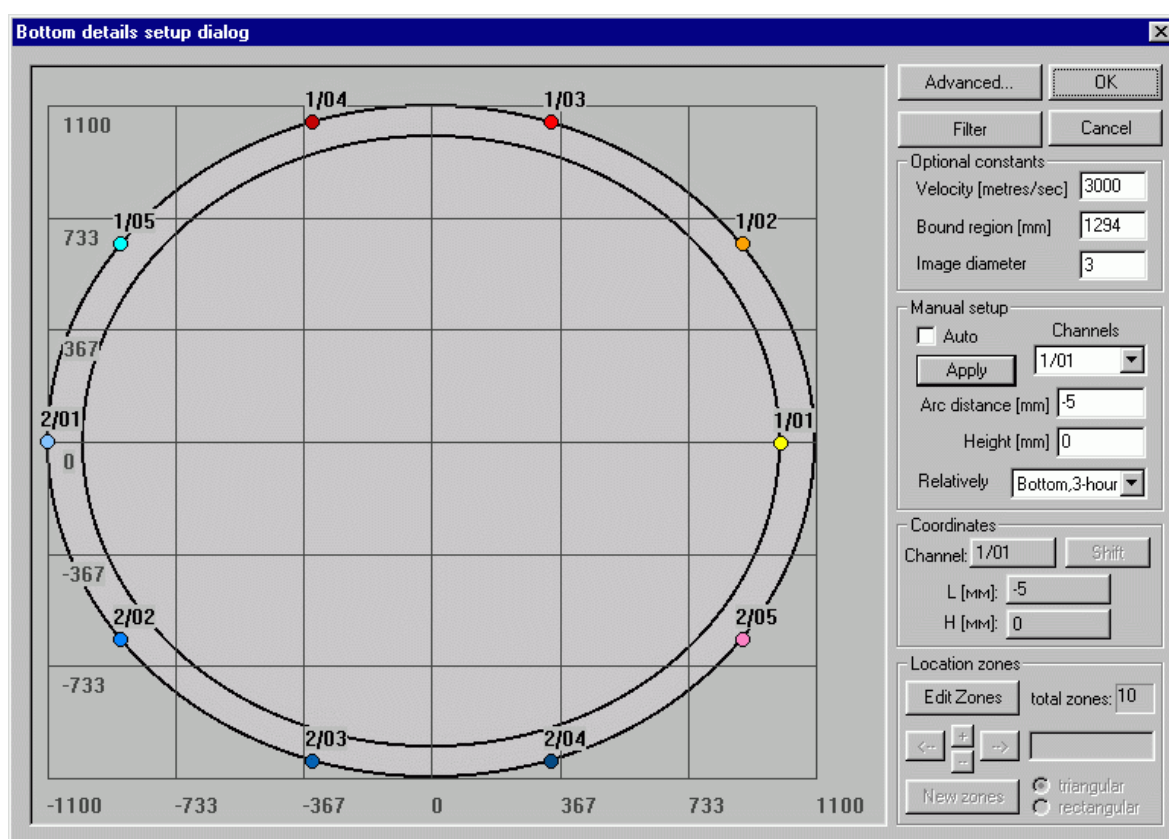 Bottom details setup dialog
1/04
1/03
1100
1/05
1/02
733
367
2/01
1/01
0
-367
2/02
2/05
-733
2/03
2/04
-1100
-733
-367
0
367
733
1100
Advanced...
OK
Filter
Cancel
Optional constants
Velocity [metres/sec]
3000
Bound region [mm]
1294
Image diameter
3
Manual setup
Auto
Channels
1/01
Apply
Arc distance [mm]
-5
Height [mm]
0
Relatively
Bottom,3-hour
Coordinates
Channel:
1/01
Shift
L [мм]:
-5
H [мм]:
0
Location zones
Edit Zones
total zones:
10
<--
+
--
-->
New zones
triangular
rectangular